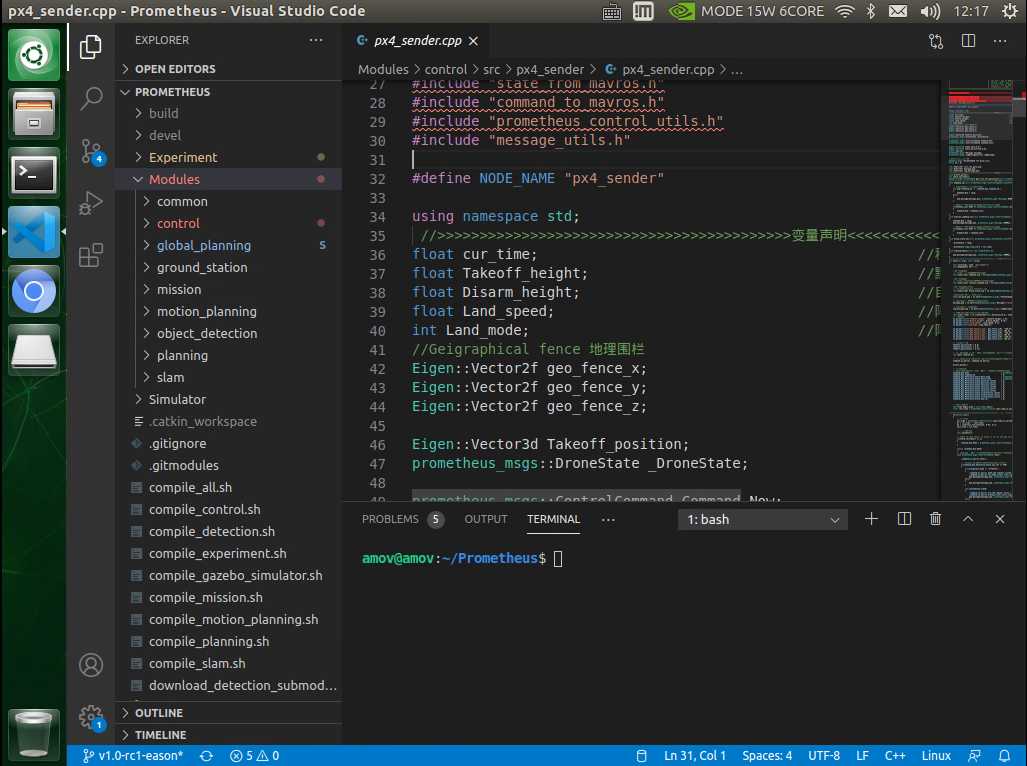 px4_sender.cpp - Prometheus - Visual Studio Code
MODE 15W 6CORE
12:17
EXPLORER
OPEN EDITORS
PROMETHEUS
build
devel
Experiment
Modules
common
control
global_planning S
ground_station
mission
motion_planning
object_detection
planning
slam
Simulator
.catkin_workspace
.gitignore
.gitmodules
compile_all.sh
compile_control.sh
compile_detection.sh
compile_experiment.sh
compile_gazebo_simulator.sh
compile_mission.sh
compile_motion_planning.sh
compile_planning.sh
compile_slam.sh
download_detection_submod...
OUTLINE
TIMELINE
4
1
px4_sender.cpp
Modules > control > src > px4_sender > px4_sender.cpp > ...
27 #include "state_from_mavros.h"
28 #include "command_to_mavros.h"
29 #include "prometheus_control_utils.h"
30 #include "message_utils.h"
31
32 #define NODE_NAME "px4_sender"
33
34 using namespace std;
35 //>>>>>>>>>>>>>>>>>>>>>>>>>>>>>>>>>>>>>>>>>>变量声明<<<<<<<<<<<
36 float cur_time; //
37 float Takeoff_height; //
38 float Disarm_height; //
39 float Land_speed; //
40 int Land_mode; //
41 //Geigraphical fence 地理围栏
42 Eigen::Vector2f geo_fence_x;
43 Eigen::Vector2f geo_fence_y;
44 Eigen::Vector2f geo_fence_z;
45
46 Eigen::Vector3d Takeoff_position;
47 prometheus_msgs::DroneState _DroneState;
48
49 prometheus_msgs::ControlCommand Command_Now;
PROBLEMS 5 OUTPUT TERMINAL ... 1: bash
amov@amov:~/Prometheus$
v1.0-rc1-eason* 5 0 Ln 31, Col 1 Spaces: 4 UTF-8 LF C++ Linux